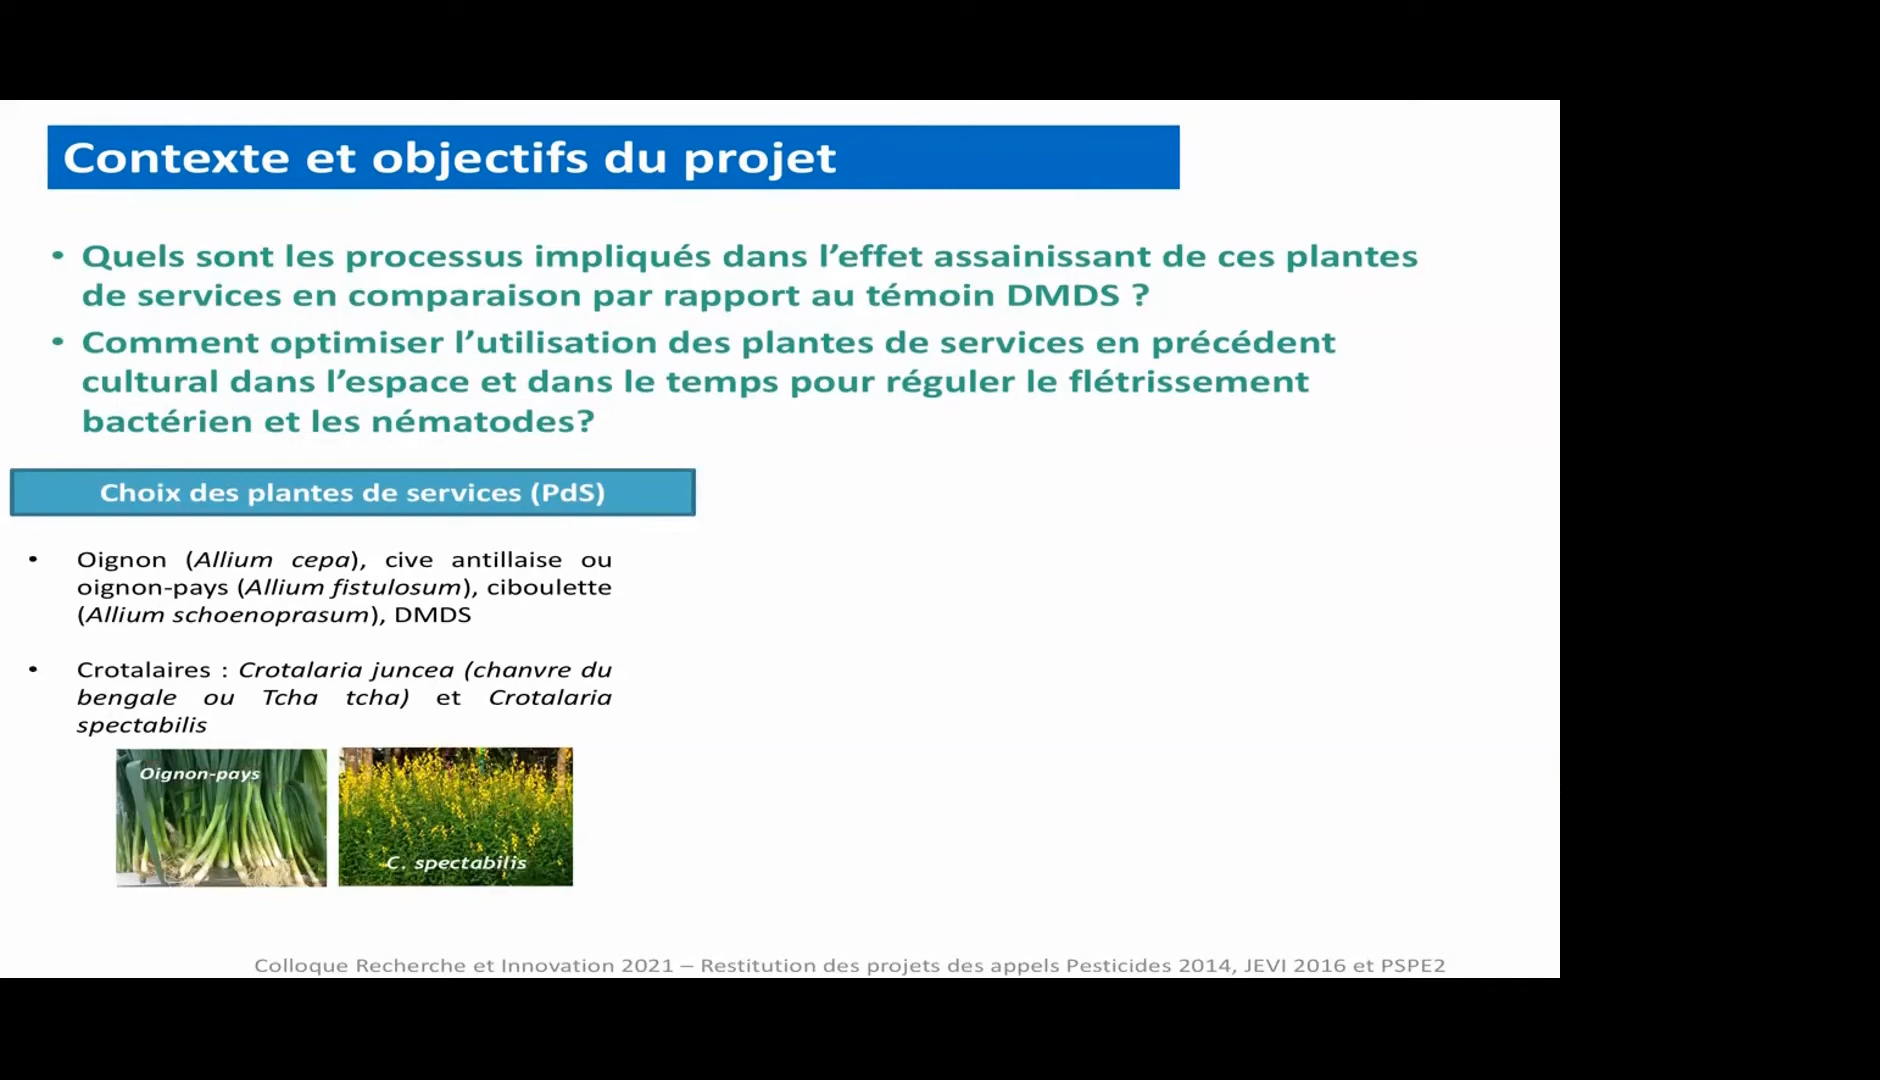 Contexte et objectifs du projet
• Quels sont les processus impliqués dans l’effet assainissant de ces plantes
de services en comparaison par rapport au témoin DMDS ?
• Comment optimiser l’utilisation des plantes de services en précédent
cultural dans l’espace et dans le temps pour réguler le flétrissement
bactérien et les nématodes?
Choix des plantes de services (PdS)
• Oignon (Allium cepa), cive antillaise ou
oignon-pays (Allium fistulosum), ciboulette
(Allium schoenoprasum), DMDS
• Crotalaires : Crotalaria juncea (chanvre du
bengale ou Tcha tcha) et Crotalaria
spectabilis
Oignon-pays
C. spectabilis
Colloque Recherche et Innovation 2021 – Restitution des projets des appels Pesticides 2014, JEVI 2016 et PSPE2